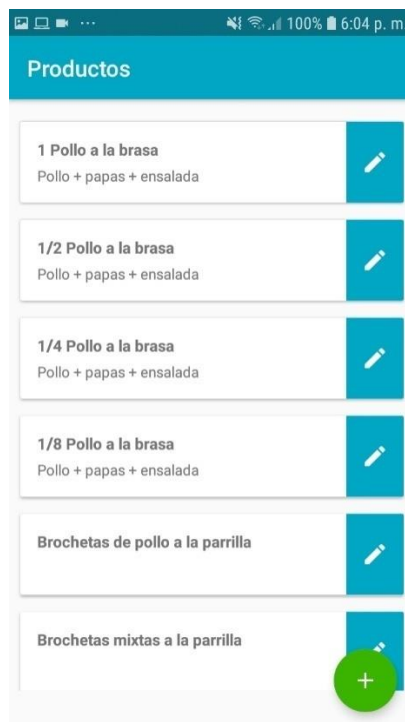 100% 6:04 p. m
Productos
1 Pollo a la brasa
Pollo + papas + ensalada
1/2 Pollo a la brasa
Pollo + papas + ensalada
1/4 Pollo a la brasa
Pollo + papas + ensalada
1/8 Pollo a la brasa
Pollo + papas + ensalada
Brochetas de pollo a la parrilla
Brochetas mixtas a la parrilla